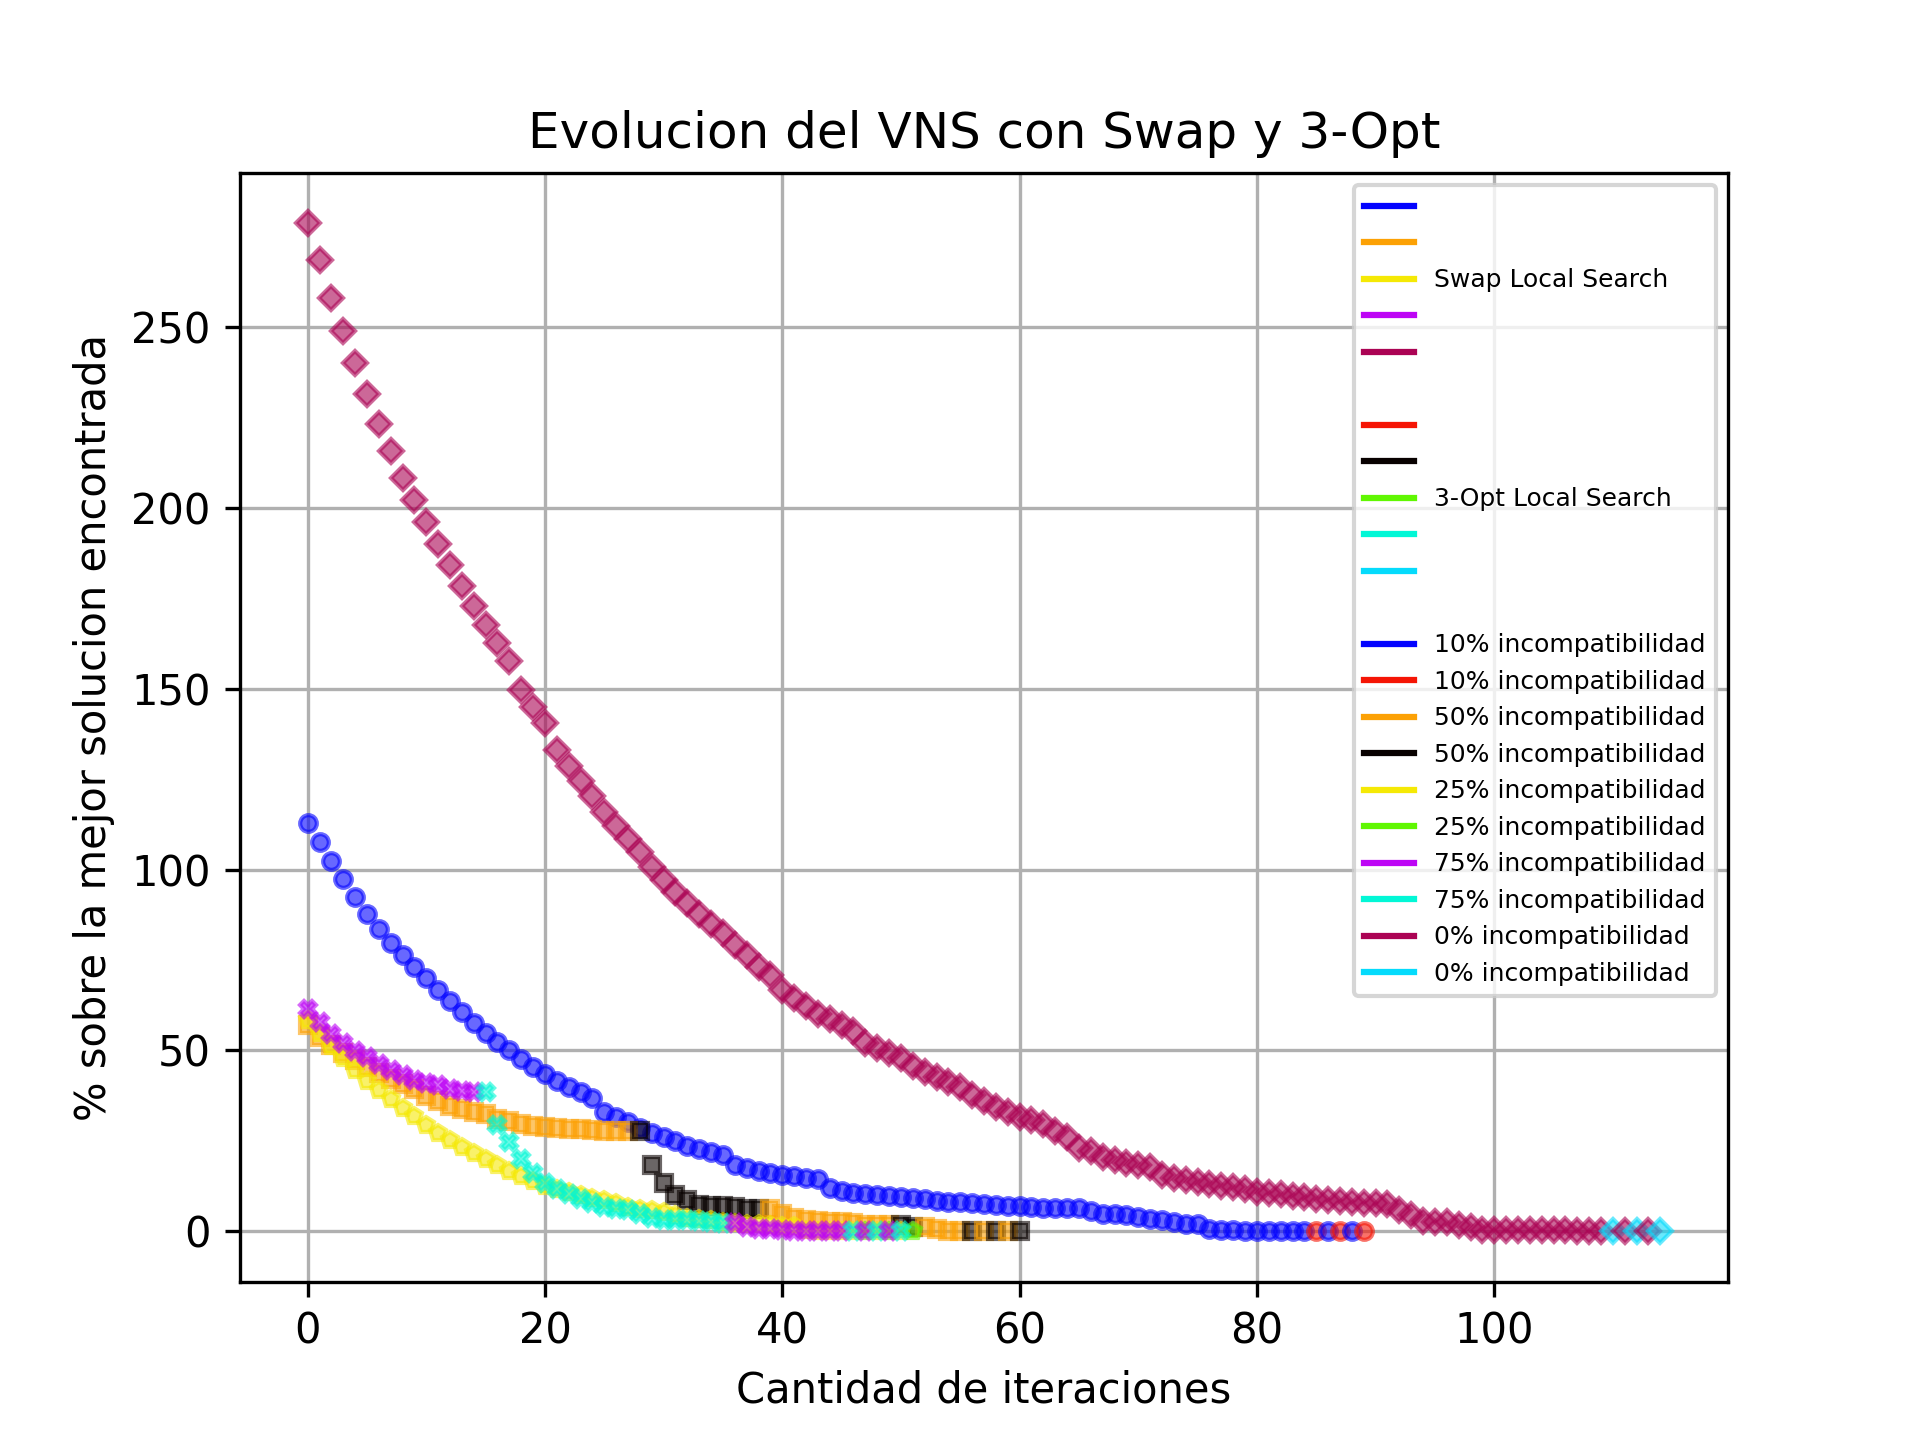 Evolucion del VNS con Swap y 3-Opt
% sobre la mejor solucion encontrada
250
200
150
100
50
0
0 20 40 60 80 100
Cantidad de iteraciones
Swap Local Search
3-Opt Local Search
10% incompatibilidad
10% incompatibilidad
50% incompatibilidad
50% incompatibilidad
25% incompatibilidad
25% incompatibilidad
75% incompatibilidad
75% incompatibilidad
0% incompatibilidad
0% incompatibilidad